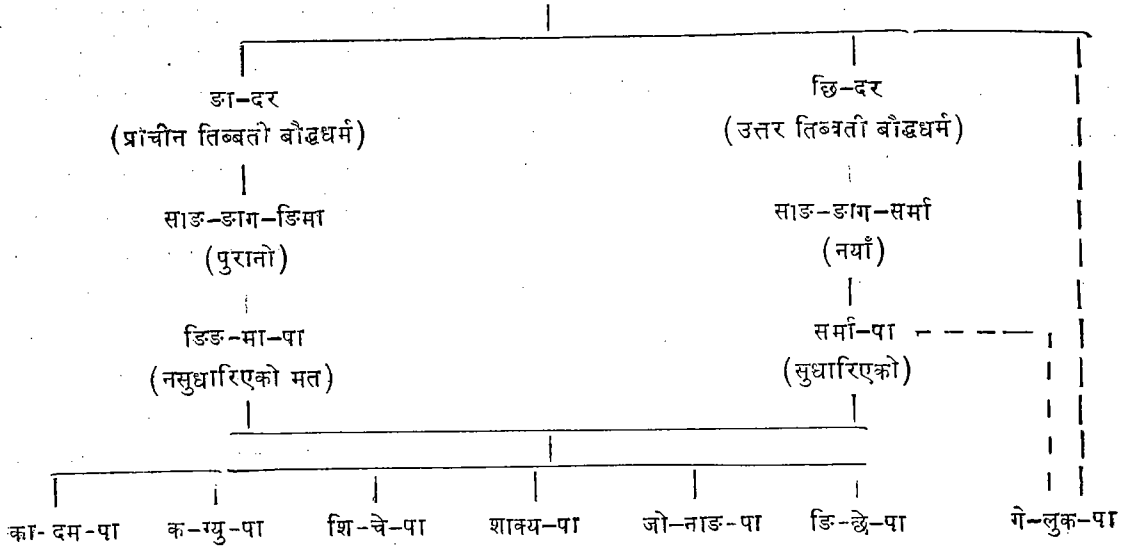 ङा-दर
(प्राचीन तिब्बती बौद्धधर्म)
छि-दर
(उत्तर तिब्बती बौद्धधर्म)
साङ-ङाग-ङिमा
(पुरानो)
साङ-ङाग-सर्मा
(नयाँ)
ङिङ-मा-पा
(नसुधारिएको मत)
सर्मा-पा
(सुधारिएको)
का-दम-पा क-ग्यु-पा शि-चे-पा शाक्य-पा जो-नाङ-पा ङि-छे-पा गे-लुक-पा